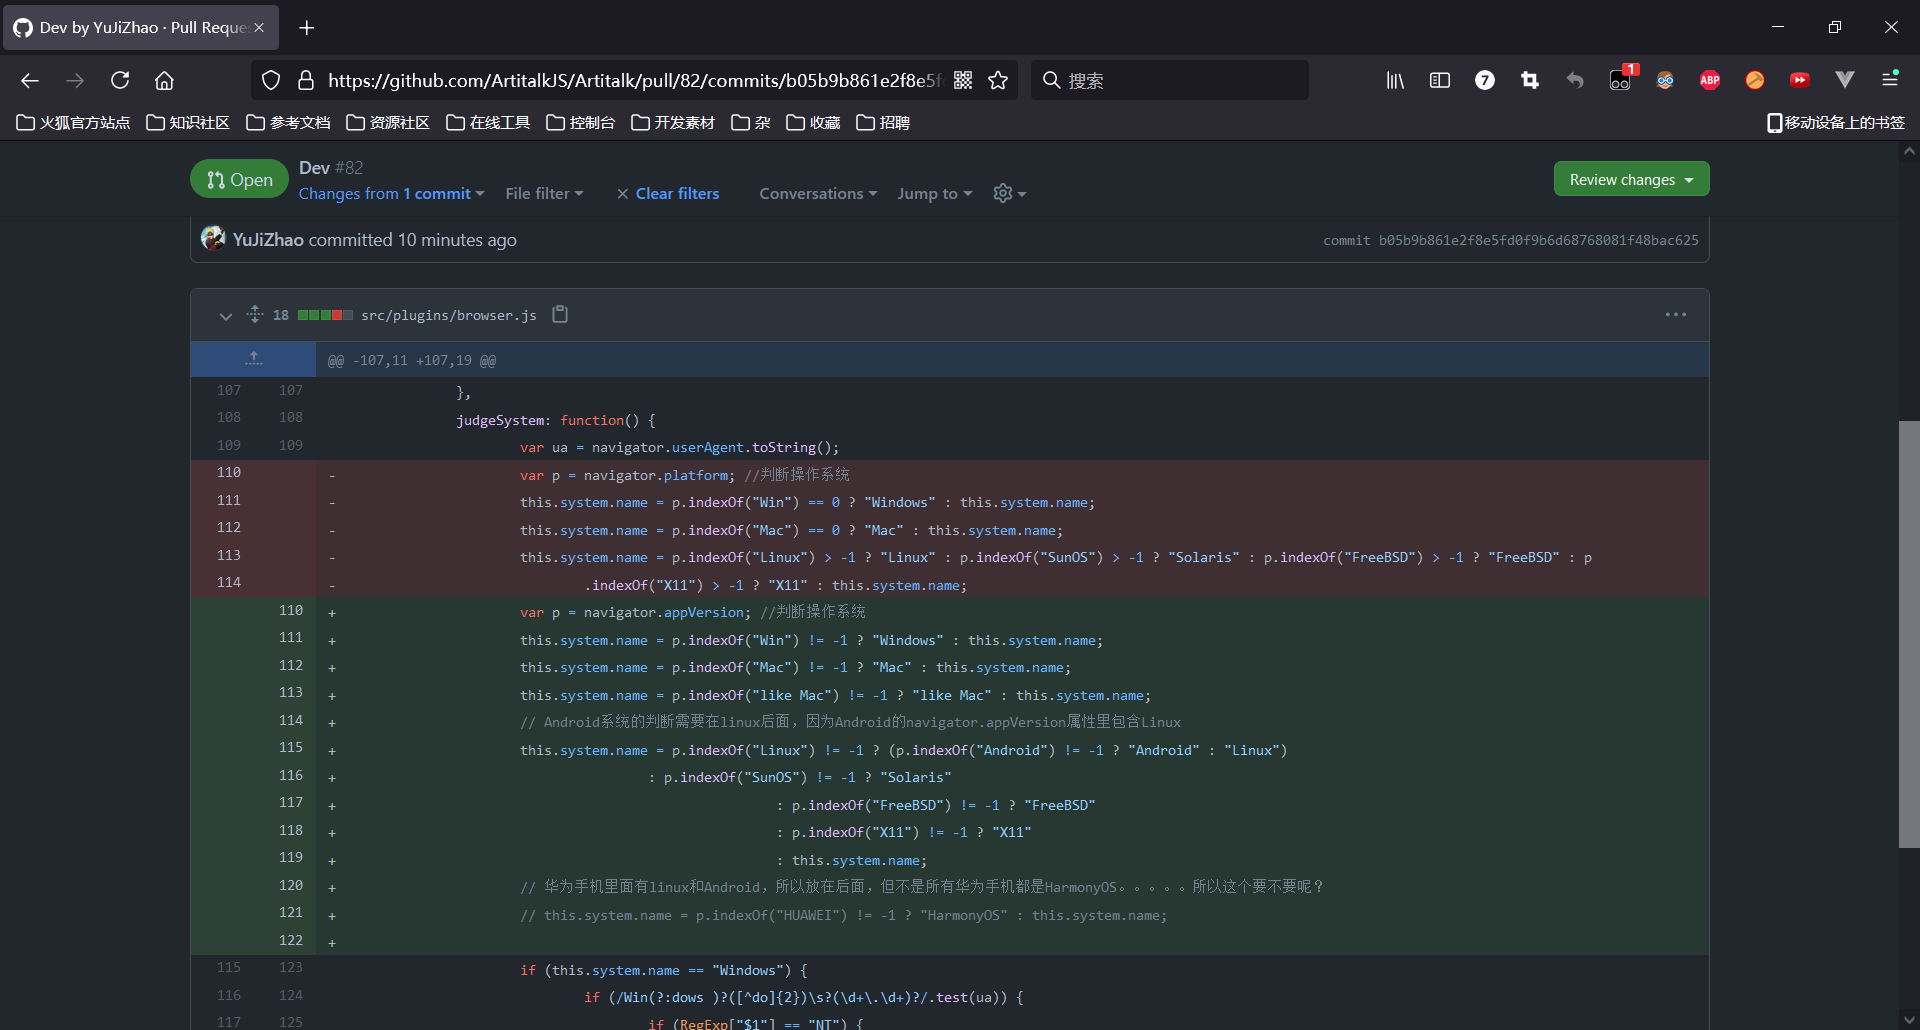 Dev by YuJiZhao · Pull Reque
https://github.com/ArtitalkJS/Artitalk/pull/82/commits/b05b9b861e2f8e5f
搜索
7
1
ABP
火狐官方站点 知识社区 参考文档 资源社区 在线工具 控制台 开发素材 杂 收藏 招聘 移动设备上的书签
Open
Dev #82
Changes from 1 commit File filter × Clear filters Conversations Jump to
Review changes
YuJiZhao committed 10 minutes ago
commit b05b9b861e2f8e5fd0f9b6d68768081f48bac625
18 src/plugins/browser.js
@@ -107,11 +107,19 @@
107 107 },
108 108 judgeSystem: function() {
109 109 var ua = navigator.userAgent.toString();
110 - var p = navigator.platform; //判断操作系统
111 - this.system.name = p.indexOf("Win") == 0 ? "Windows" : this.system.name;
112 - this.system.name = p.indexOf("Mac") == 0 ? "Mac" : this.system.name;
113 - this.system.name = p.indexOf("Linux") > -1 ? "Linux" : p.indexOf("SunOS") > -1 ? "Solaris" : p.indexOf("FreeBSD") > -1 ? "FreeBSD" : p
114 - .indexOf("X11") > -1 ? "X11" : this.system.name;
110 + var p = navigator.appVersion; //判断操作系统
111 + this.system.name = p.indexOf("Win") != -1 ? "Windows" : this.system.name;
112 + this.system.name = p.indexOf("Mac") != -1 ? "Mac" : this.system.name;
113 + this.system.name = p.indexOf("like Mac") != -1 ? "like Mac" : this.system.name;
114 + // Android系统的判断需要在linux后面，因为Android的navigator.appVersion属性里包含Linux
115 + this.system.name = p.indexOf("Linux") != -1 ? (p.indexOf("Android") != -1 ? "Android" : "Linux")
116 + : p.indexOf("SunOS") != -1 ? "Solaris"
117 + : p.indexOf("FreeBSD") != -1 ? "FreeBSD"
118 + : p.indexOf("X11") != -1 ? "X11"
119 + : this.system.name;
120 + // 华为手机里面有linux和Android，所以放在后面，但不是所有华为手机都是HarmonyOS。。。。。所以这个要不要呢？
121 + // this.system.name = p.indexOf("HUAWEI") != -1 ? "HarmonyOS" : this.system.name;
122 +
115 123 if (this.system.name == "Windows") {
116 124 if (/Win(?:dows )?([^do]{2})\s?(\d+\.\d+)?/.test(ua)) {
117 125 if (RegExp["$1"] == "NT") {